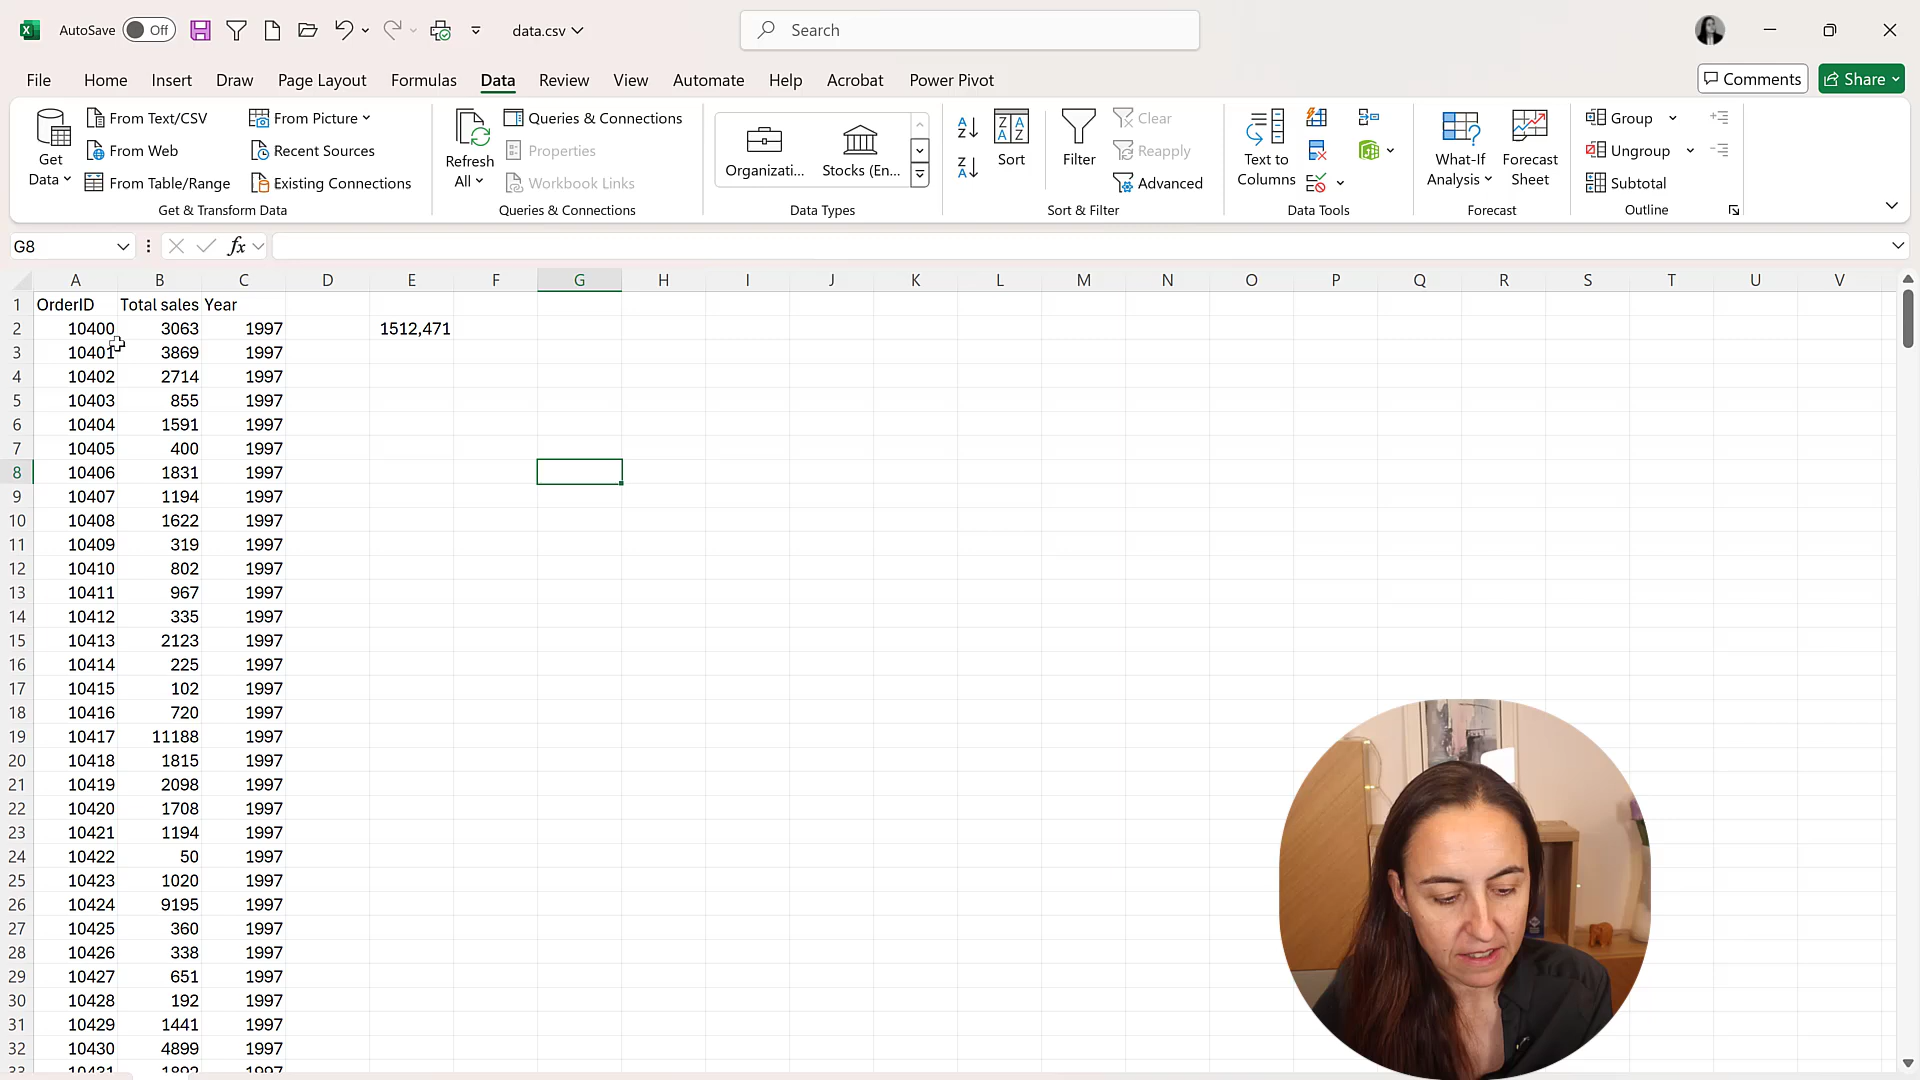 AutoSave Off data.csv Search
File Home Insert Draw Page Layout Formulas Data Review View Automate Help Acrobat Power Pivot Comments Share
Get Data From Text/CSV From Web From Table/Range From Picture Recent Sources Existing Connections
Refresh All Queries & Connections Properties Workbook Links
Organizati... Stocks (En...
Sort Filter Clear Reapply Advanced
Text to Columns
What-If Analysis Forecast Sheet
Group Ungroup Subtotal
Get & Transform Data Queries & Connections Data Types Sort & Filter Data Tools Forecast Outline
G8 fx
A B C D E F G H I J K L M N O P Q R S T U V
1 OrderID Total sales Year
2 10400 3063 1997 1512,471
3 10401 3869 1997
4 10402 2714 1997
5 10403 855 1997
6 10404 1591 1997
7 10405 400 1997
8 10406 1831 1997
9 10407 1194 1997
10 10408 1622 1997
11 10409 319 1997
12 10410 802 1997
13 10411 967 1997
14 10412 335 1997
15 10413 2123 1997
16 10414 225 1997
17 10415 102 1997
18 10416 720 1997
19 10417 11188 1997
20 10418 1815 1997
21 10419 2098 1997
22 10420 1708 1997
23 10421 1194 1997
24 10422 50 1997
25 10423 1020 1997
26 10424 9195 1997
27 10425 360 1997
28 10426 338 1997
29 10427 651 1997
30 10428 192 1997
31 10429 1441 1997
32 10430 4899 1997
33 10431 1892 1997